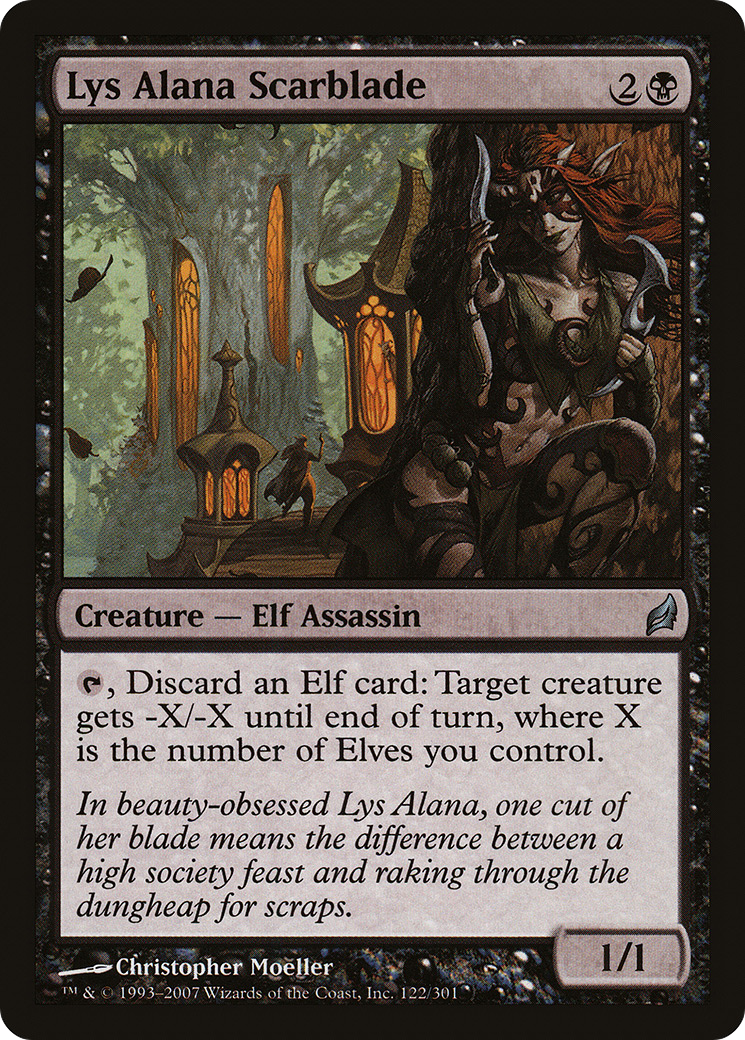 Lys Alana Scarblade 2
Creature — Elf Assassin
, Discard an Elf card: Target creature
gets -X/-X until end of turn, where X
is the number of Elves you control.
In beauty-obsessed Lys Alana, one cut of
her blade means the difference between a
high society feast and raking through the
dungheap for scraps.
1/1
Christopher Moeller
™ & © 1993–2007 Wizards of the Coast, Inc. 122/301